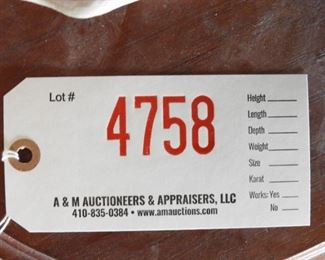 Lot #
4758
Height
Length
Depth
Weight
Size
Karat
Works: Yes
No
A & M AUCTIONEERS & APPRAISERS, LLC
410-835-0384 • www.amauctions.com